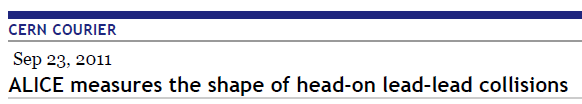 CERN COURIER
Sep 23, 2011
ALICE measures the shape of head-on lead-lead collisions